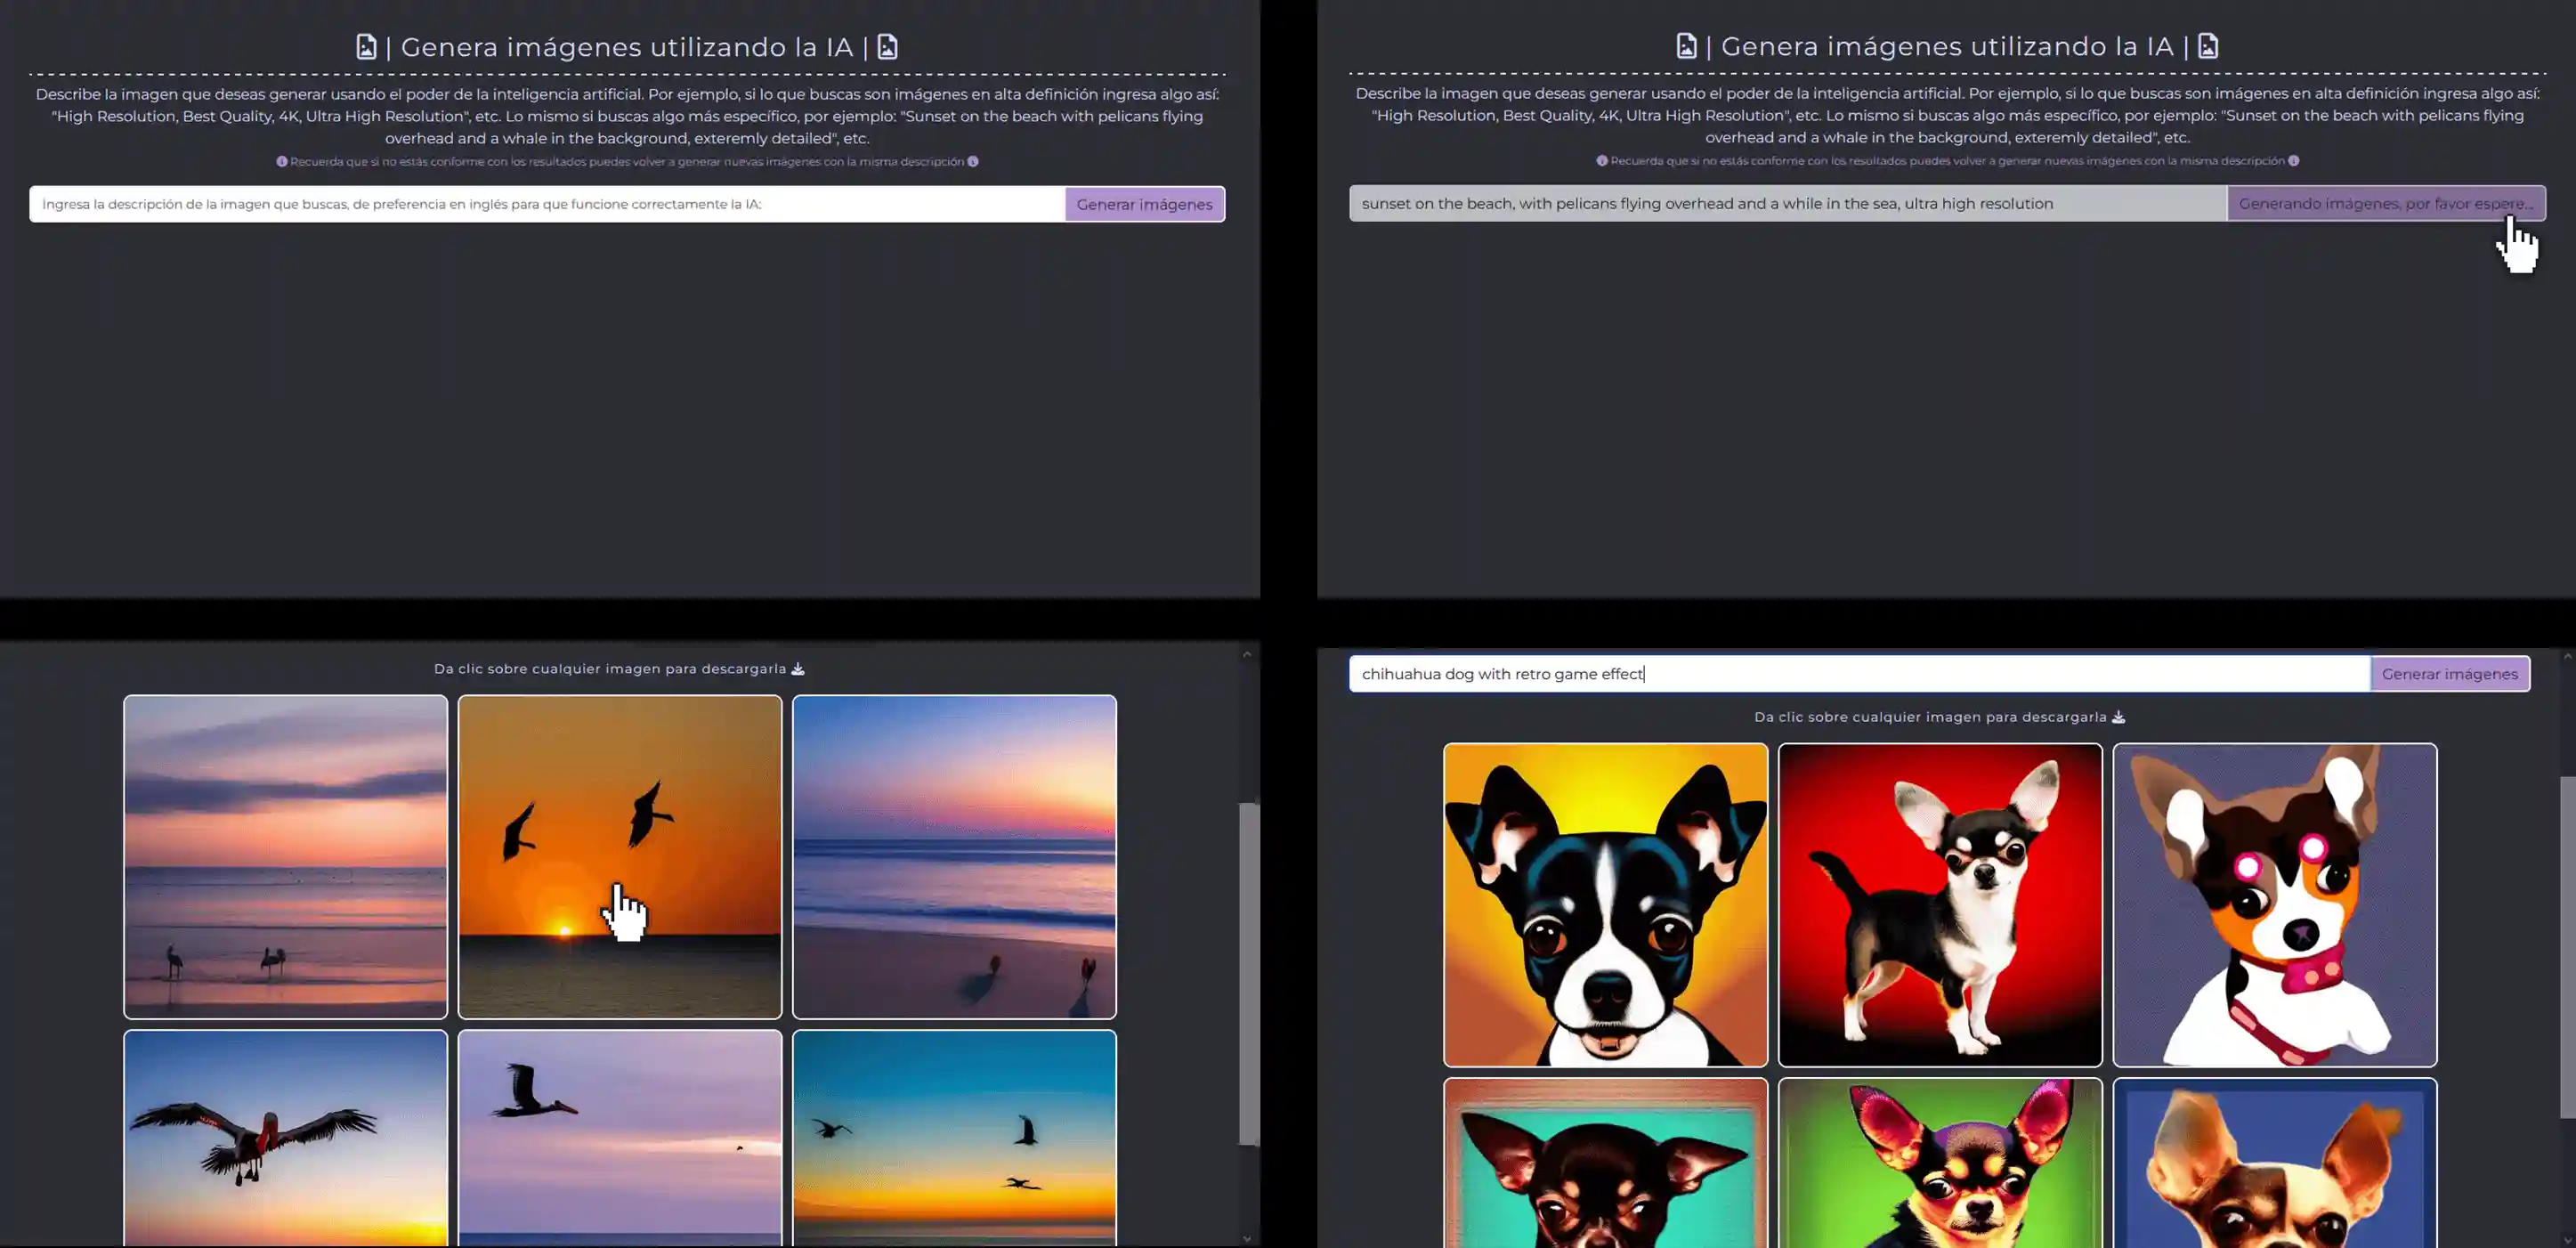 | Genera imágenes utilizando la IA |
Describe la imagen que deseas generar usando el poder de la inteligencia artificial. Por ejemplo, si lo que buscas son imágenes en alta definición ingresa algo así:
"High Resolution, Best Quality, 4K, Ultra High Resolution", etc. Lo mismo si buscas algo más específico, por ejemplo: "Sunset on the beach with pelicans flying
overhead and a whale in the background, exteremly detailed", etc.
Recuerda que si no estás conforme con los resultados puedes volver a generar nuevas imágenes con la misma descripción
Ingresa la descripción de la imagen que buscas, de preferencia en inglés para que funcione correctamente la IA:
Generar imágenes
| Genera imágenes utilizando la IA |
Describe la imagen que deseas generar usando el poder de la inteligencia artificial. Por ejemplo, si lo que buscas son imágenes en alta definición ingresa algo así:
"High Resolution, Best Quality, 4K, Ultra High Resolution", etc. Lo mismo si buscas algo más específico, por ejemplo: "Sunset on the beach with pelicans flying
overhead and a whale in the background, exteremly detailed", etc.
Recuerda que si no estás conforme con los resultados puedes volver a generar nuevas imágenes con la misma descripción
sunset on the beach, with pelicans flying overhead and a while in the sea, ultra high resolution
Generando imágenes, por favor espere...
Da clic sobre cualquier imagen para descargarla
chihuahua dog with retro game effect
Generar imágenes
Da clic sobre cualquier imagen para descargarla